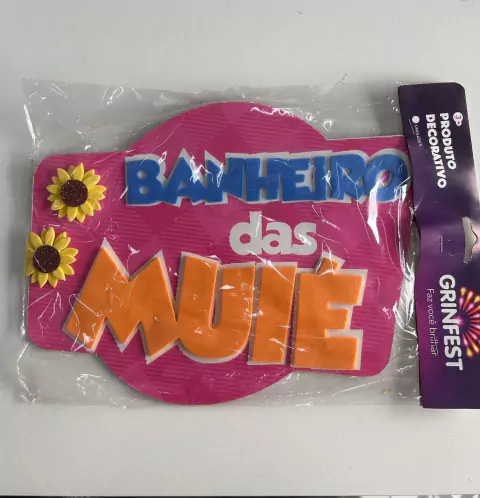 BANHEIRO
das
MUIÉ
PRODUTO
DECORATIVO
GRINFEST
Faz você brilhar